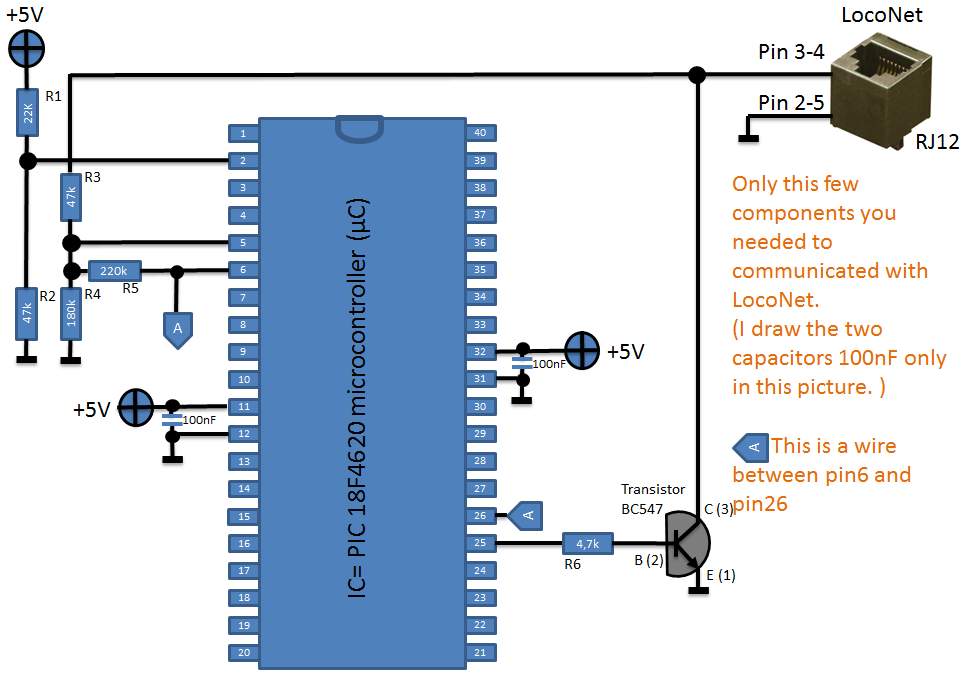 +5V
LocoNet
Pin 3-4
R1
22K
Pin 2-5
RJ12
1
2
3
4
5
6
7
8
9
10
11
12
13
14
15
16
17
18
19
20
40
39
38
37
36
35
34
33
32
31
30
29
28
27
26
25
24
23
22
21
IC= PIC 18F4620 microcontroller (µC)
R3
47k
220k
R5
R2
47k
R4
180k
A
+5V
100nF
+5V
100nF
Only this few
components you
needed to
communicated with
LocoNet.
(I draw the two
capacitors 100nF only
in this picture. )
A This is a wire
between pin6 and
pin26
A
Transistor
BC547
C (3)
4,7k
R6
B (2)
E (1)